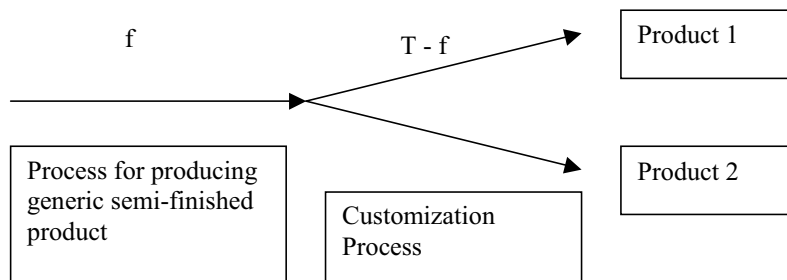 f
T - f
Product 1
Process for producing
generic semi-finished
product
Customization
Process
Product 2